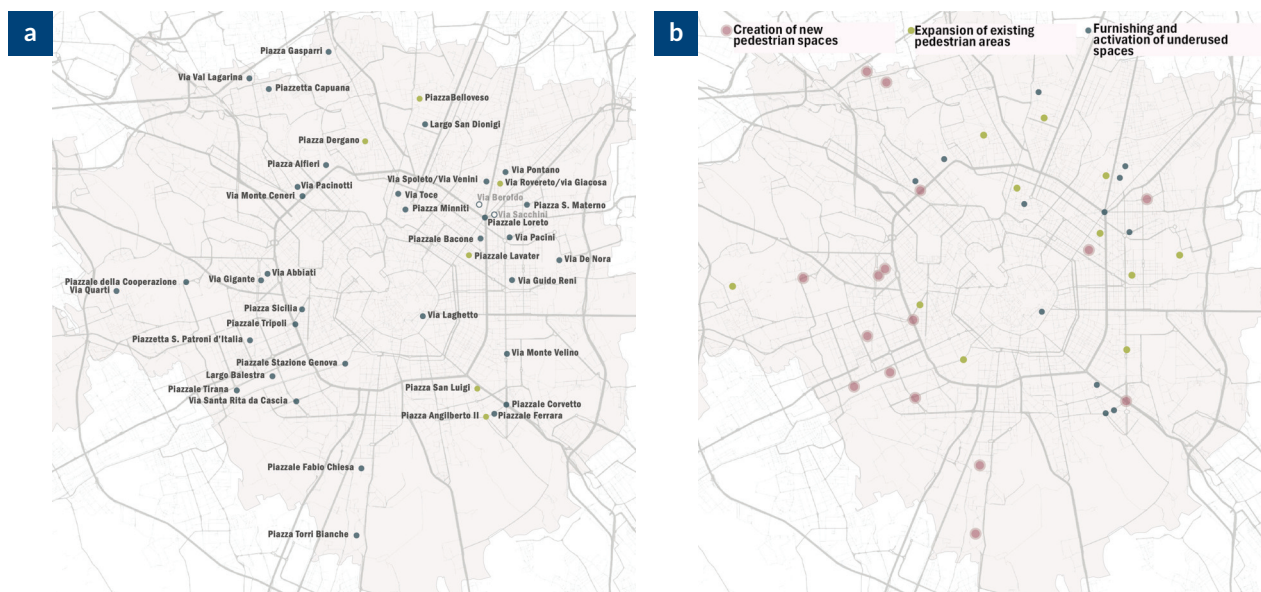 a
Piazza Gasparri
Via Val Lagarina
Piazzetta Capuana
PiazzaBelloveso
Largo San Dionigi
Piazza Dergano
Piazza Alfieri
Via Pontano
Via Spoleto/Via Venini
Via Rovereto/via Giacosa
Via Pacinotti
Via Monte Ceneri
Via Toce
Via Beroldo
Piazza S. Materno
Piazza Minniti
Via Sacchini
Piazzale Loreto
Piazzale Bacone
Via Pacini
Piazzale Lavater
Via De Nora
Via Abbiati
Via Gigante
Piazzale della Cooperazione
Via Quarti
Via Guido Reni
Piazza Sicilia
Via Laghetto
Piazzale Tripoli
Piazzetta S. Patroni d'Italia
Via Monte Velino
Piazzale Stazione Genova
Largo Balestra
Piazzale Tirana
Piazza San Luigi
Via Santa Rita da Cascia
Piazzale Corvetto
Piazza Angilberto II
Piazzale Ferrara
Piazzale Fabio Chiesa
Piazza Torri Bianche
b
Creation of new
pedestrian spaces
Expansion of existing
pedestrian areas
Furnishing and
activation of underused
spaces